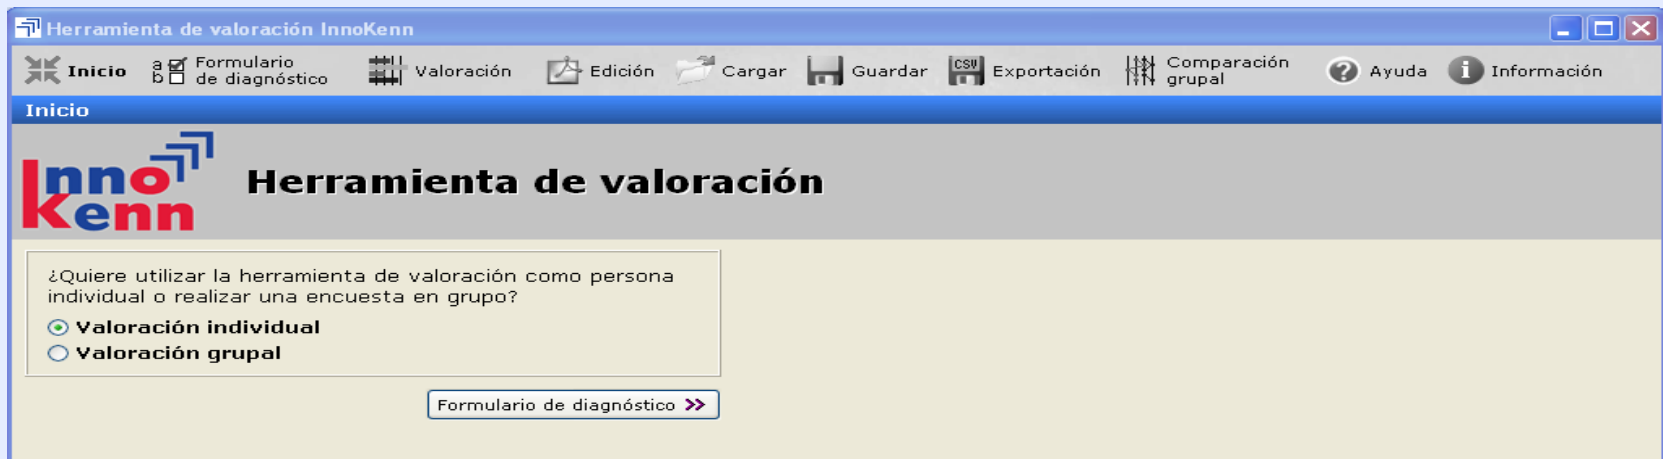 Herramienta de valoración InnoKenn
Inicio
a b
Formulario
de diagnóstico
Valoración
Edición
Cargar
Guardar
CSV
Exportación
Comparación
grupal
? Ayuda
i Información
Inicio
Inno
Kenn
Herramienta de valoración
¿Quiere utilizar la herramienta de valoración como persona
individual o realizar una encuesta en grupo?
Valoración individual
Valoración grupal
Formulario de diagnóstico >>